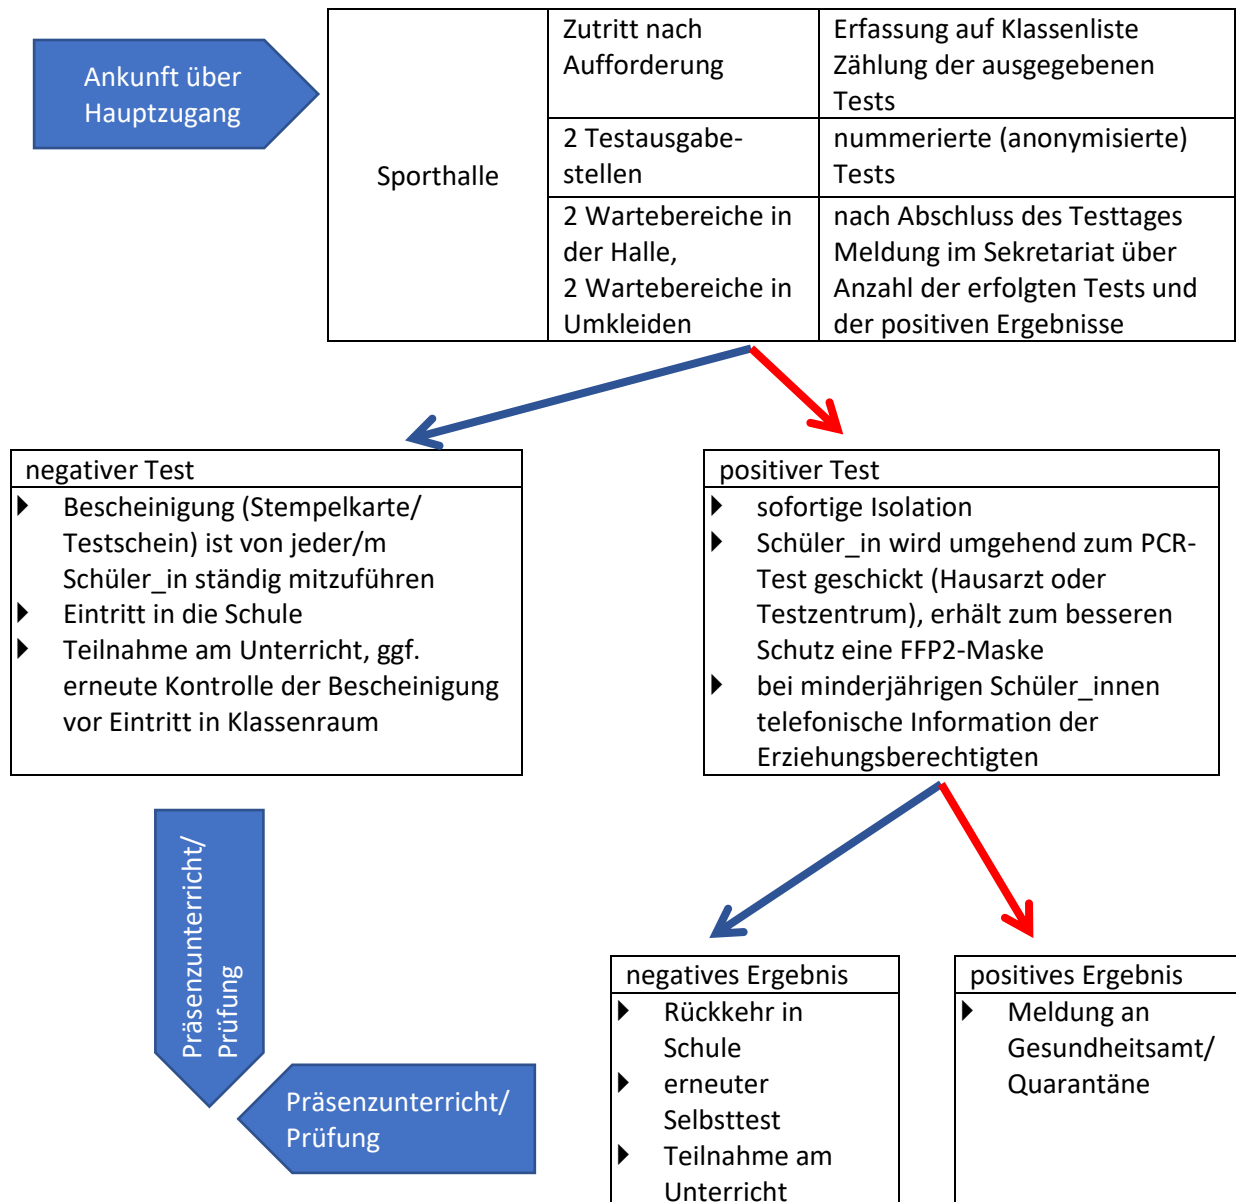 Ankunft über
Hauptzugang
Sporthalle
Zutritt nach
Aufforderung
Erfassung auf Klassenliste
Zählung der ausgegebenen
Tests
2 Testausgabe-
stellen
nummerierte (anonymisierte)
Tests
2 Wartebereiche in
der Halle,
2 Wartebereiche in
Umkleiden
nach Abschluss des Testtages
Meldung im Sekretariat über
Anzahl der erfolgten Tests und
der positiven Ergebnisse
negativer Test
Bescheinigung (Stempelkarte/
Testschein) ist von jeder/m
Schüler_in ständig mitzuführen
Eintritt in die Schule
Teilnahme am Unterricht, ggf.
erneute Kontrolle der Bescheinigung
vor Eintritt in Klassenraum
positiver Test
sofortige Isolation
Schüler_in wird umgehend zum PCR-
Test geschickt (Hausarzt oder
Testzentrum), erhält zum besseren
Schutz eine FFP2-Maske
bei minderjährigen Schüler_innen
telefonische Information der
Erziehungsberechtigten
Präsenzunterricht/
Prüfung
Präsenzunterricht/
Prüfung
negatives Ergebnis
Rückkehr in
Schule
erneuter
Selbsttest
Teilnahme am
Unterricht
positives Ergebnis
Meldung an
Gesundheitsamt/
Quarantäne